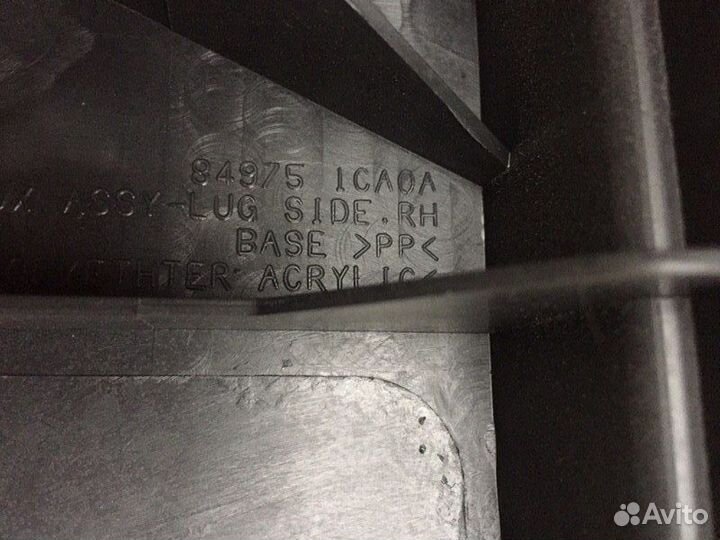 84975 1CA0A
ASSY-LUG SIDE.RH
BASE >PP<
ACRYLIC<
Avito